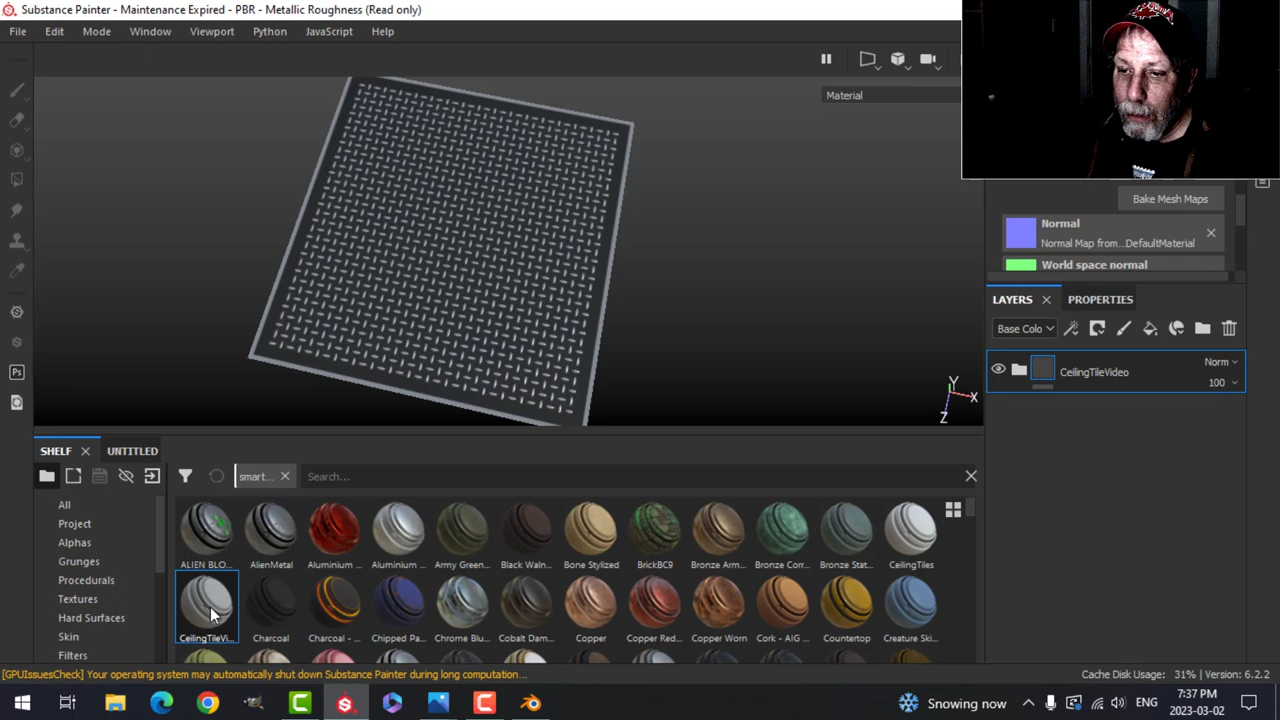 Substance Painter - Maintenance Expired - PBR - Metallic Roughness (Read only)
File Edit Mode Window Viewport Python JavaScript Help
Material
Bake Mesh Maps
Normal
Normal Map from...DefaultMaterial
World space normal
LAYERS PROPERTIES
Base Colo
CeilingTileVideo
Norm
100
Y
X
Z
Ps
SHELF UNTITLED
smart... Search...
All
Project
Alphas
Grunges
Procedurals
Textures
Hard Surfaces
Skin
Filters
ALIEN BLO... AlienMetal Aluminium ... Aluminium ... Army Green... Black Waln... Bone Stylized BrickBC9 Bronze Arm... Bronze Corr... Bronze Stat... CeilingTiles
CeilingTileVi... Charcoal Charcoal - ... Chipped Pa... Chrome Blu... Cobalt Dam... Copper Copper Red... Copper Worn Cork - AIG ... Countertop Creature Ski...
[GPUIssuesCheck] Your operating system may automatically shut down Substance Painter during long computation...
Cache Disk Usage: 31% | Version: 6.2.2
Snowing now
ENG
7:37 PM
2023-03-02